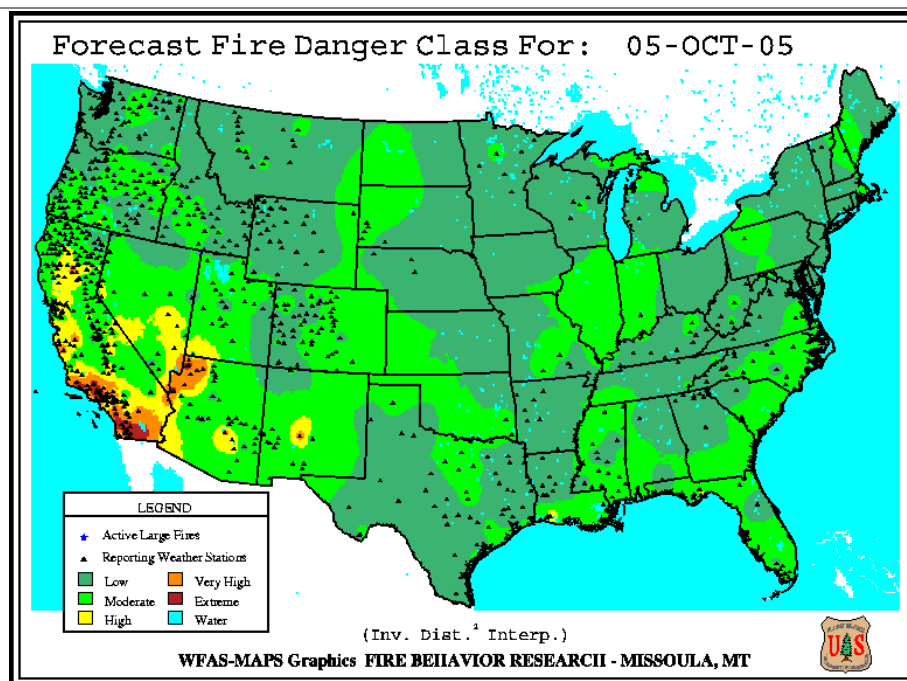 Forecast Fire Danger Class For: 05-OCT-05
LEGEND
Active Large Fires
Reporting Weather Stations
Low Very High
Moderate Extreme
High Water
(Inv. Dist.² Interp.)
WFAS-MAPS Graphics FIRE BEHAVIOR RESEARCH - MISSOULA, MT
U S